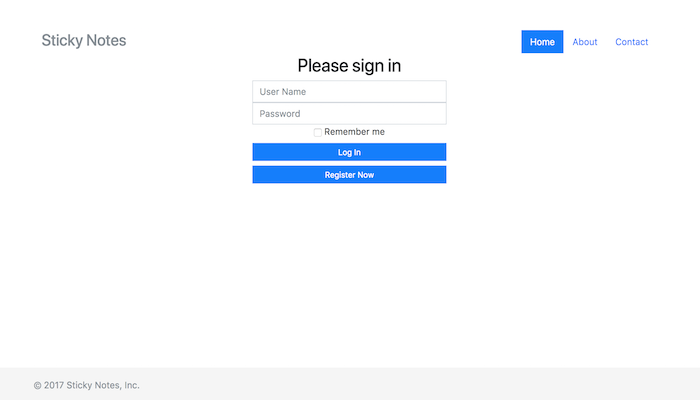 Sticky Notes
Home About Contact
Please sign in
User Name
Password
Remember me
Log In
Register Now
© 2017 Sticky Notes, Inc.